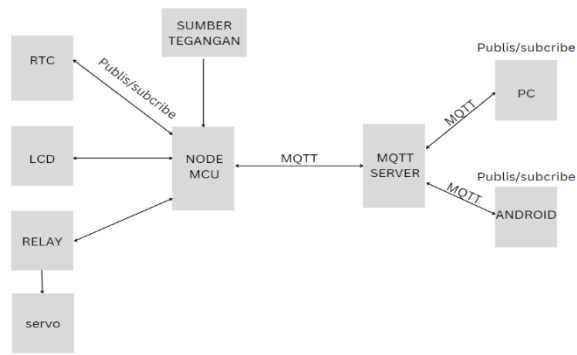 SUMBER
TEGANGAN
RTC
Publis/subcribe
LCD
NODE
MCU
MQTT
MQTT
SERVER
Publis/subcribe
PC
MQTT
Publis/subcribe
MQTT
ANDROID
RELAY
servo